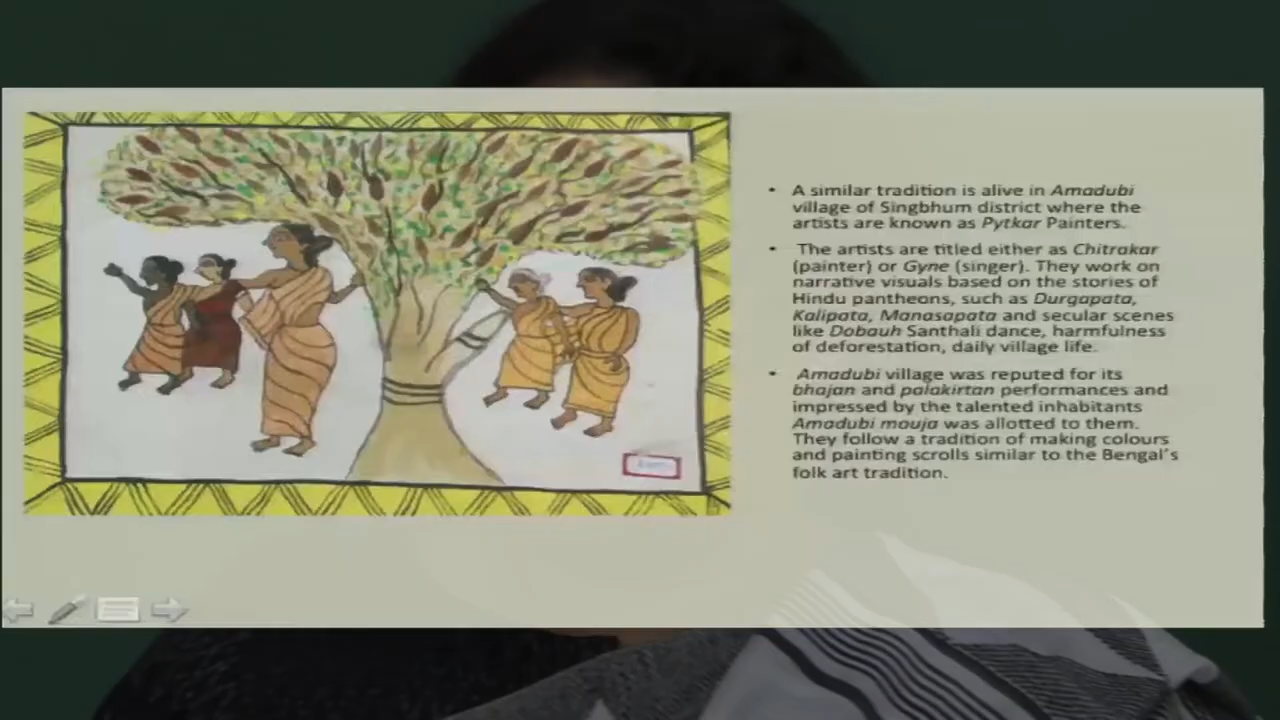 • A similar tradition is alive in Amadubi
village of Singbhum district where the
artists are known as Pytkar Painters.
• The artists are titled either as Chitrakar
(painter) or Gyne (singer). They work on
narrative visuals based on the stories of
Hindu pantheons, such as Durgapata,
Kalipata, Manasapata and secular scenes
like Dobauh Santhali dance, harmfulness
of deforestation, daily village life.
• Amadubi village was reputed for its
bhajan and palakirtan performances and
impressed by the talented inhabitants
Amadubi mouja was allotted to them.
They follow a tradition of making colours
and painting scrolls similar to the Bengal's
folk art tradition.